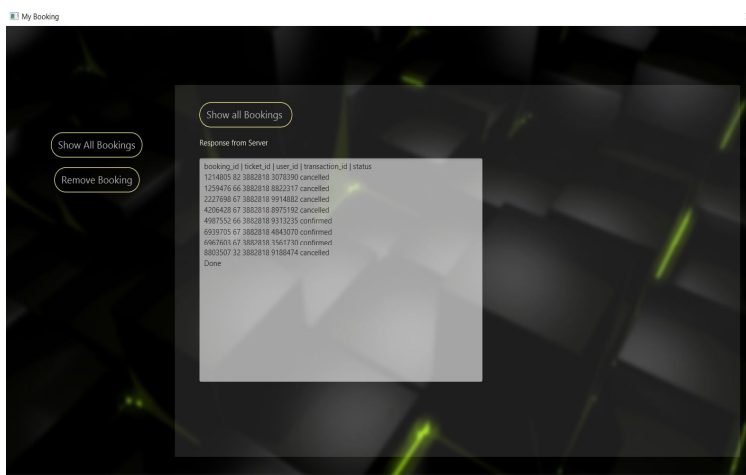 My Booking
Show All Bookings
Remove Booking
Show all Bookings
Response from Server
booking_id | ticket_id | user_id | transaction_id | status
1214805 82 3882818 3078390 cancelled
1259476 66 3882818 8822317 cancelled
2227698 67 3882818 9914882 cancelled
4206428 67 3882818 8975192 cancelled
4987552 66 3882818 9313235 confirmed
6939705 67 3882818 4843070 confirmed
6967603 67 3882818 3561730 confirmed
8803507 32 3882818 9188474 cancelled
Done